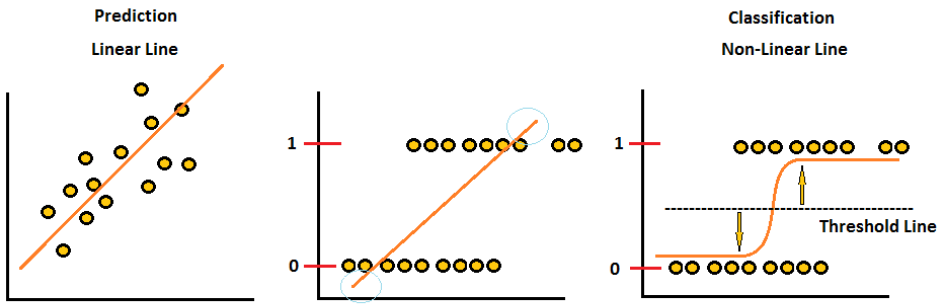 Prediction
Linear Line
1
0
Classification
Non-Linear Line
1
Threshold Line
0